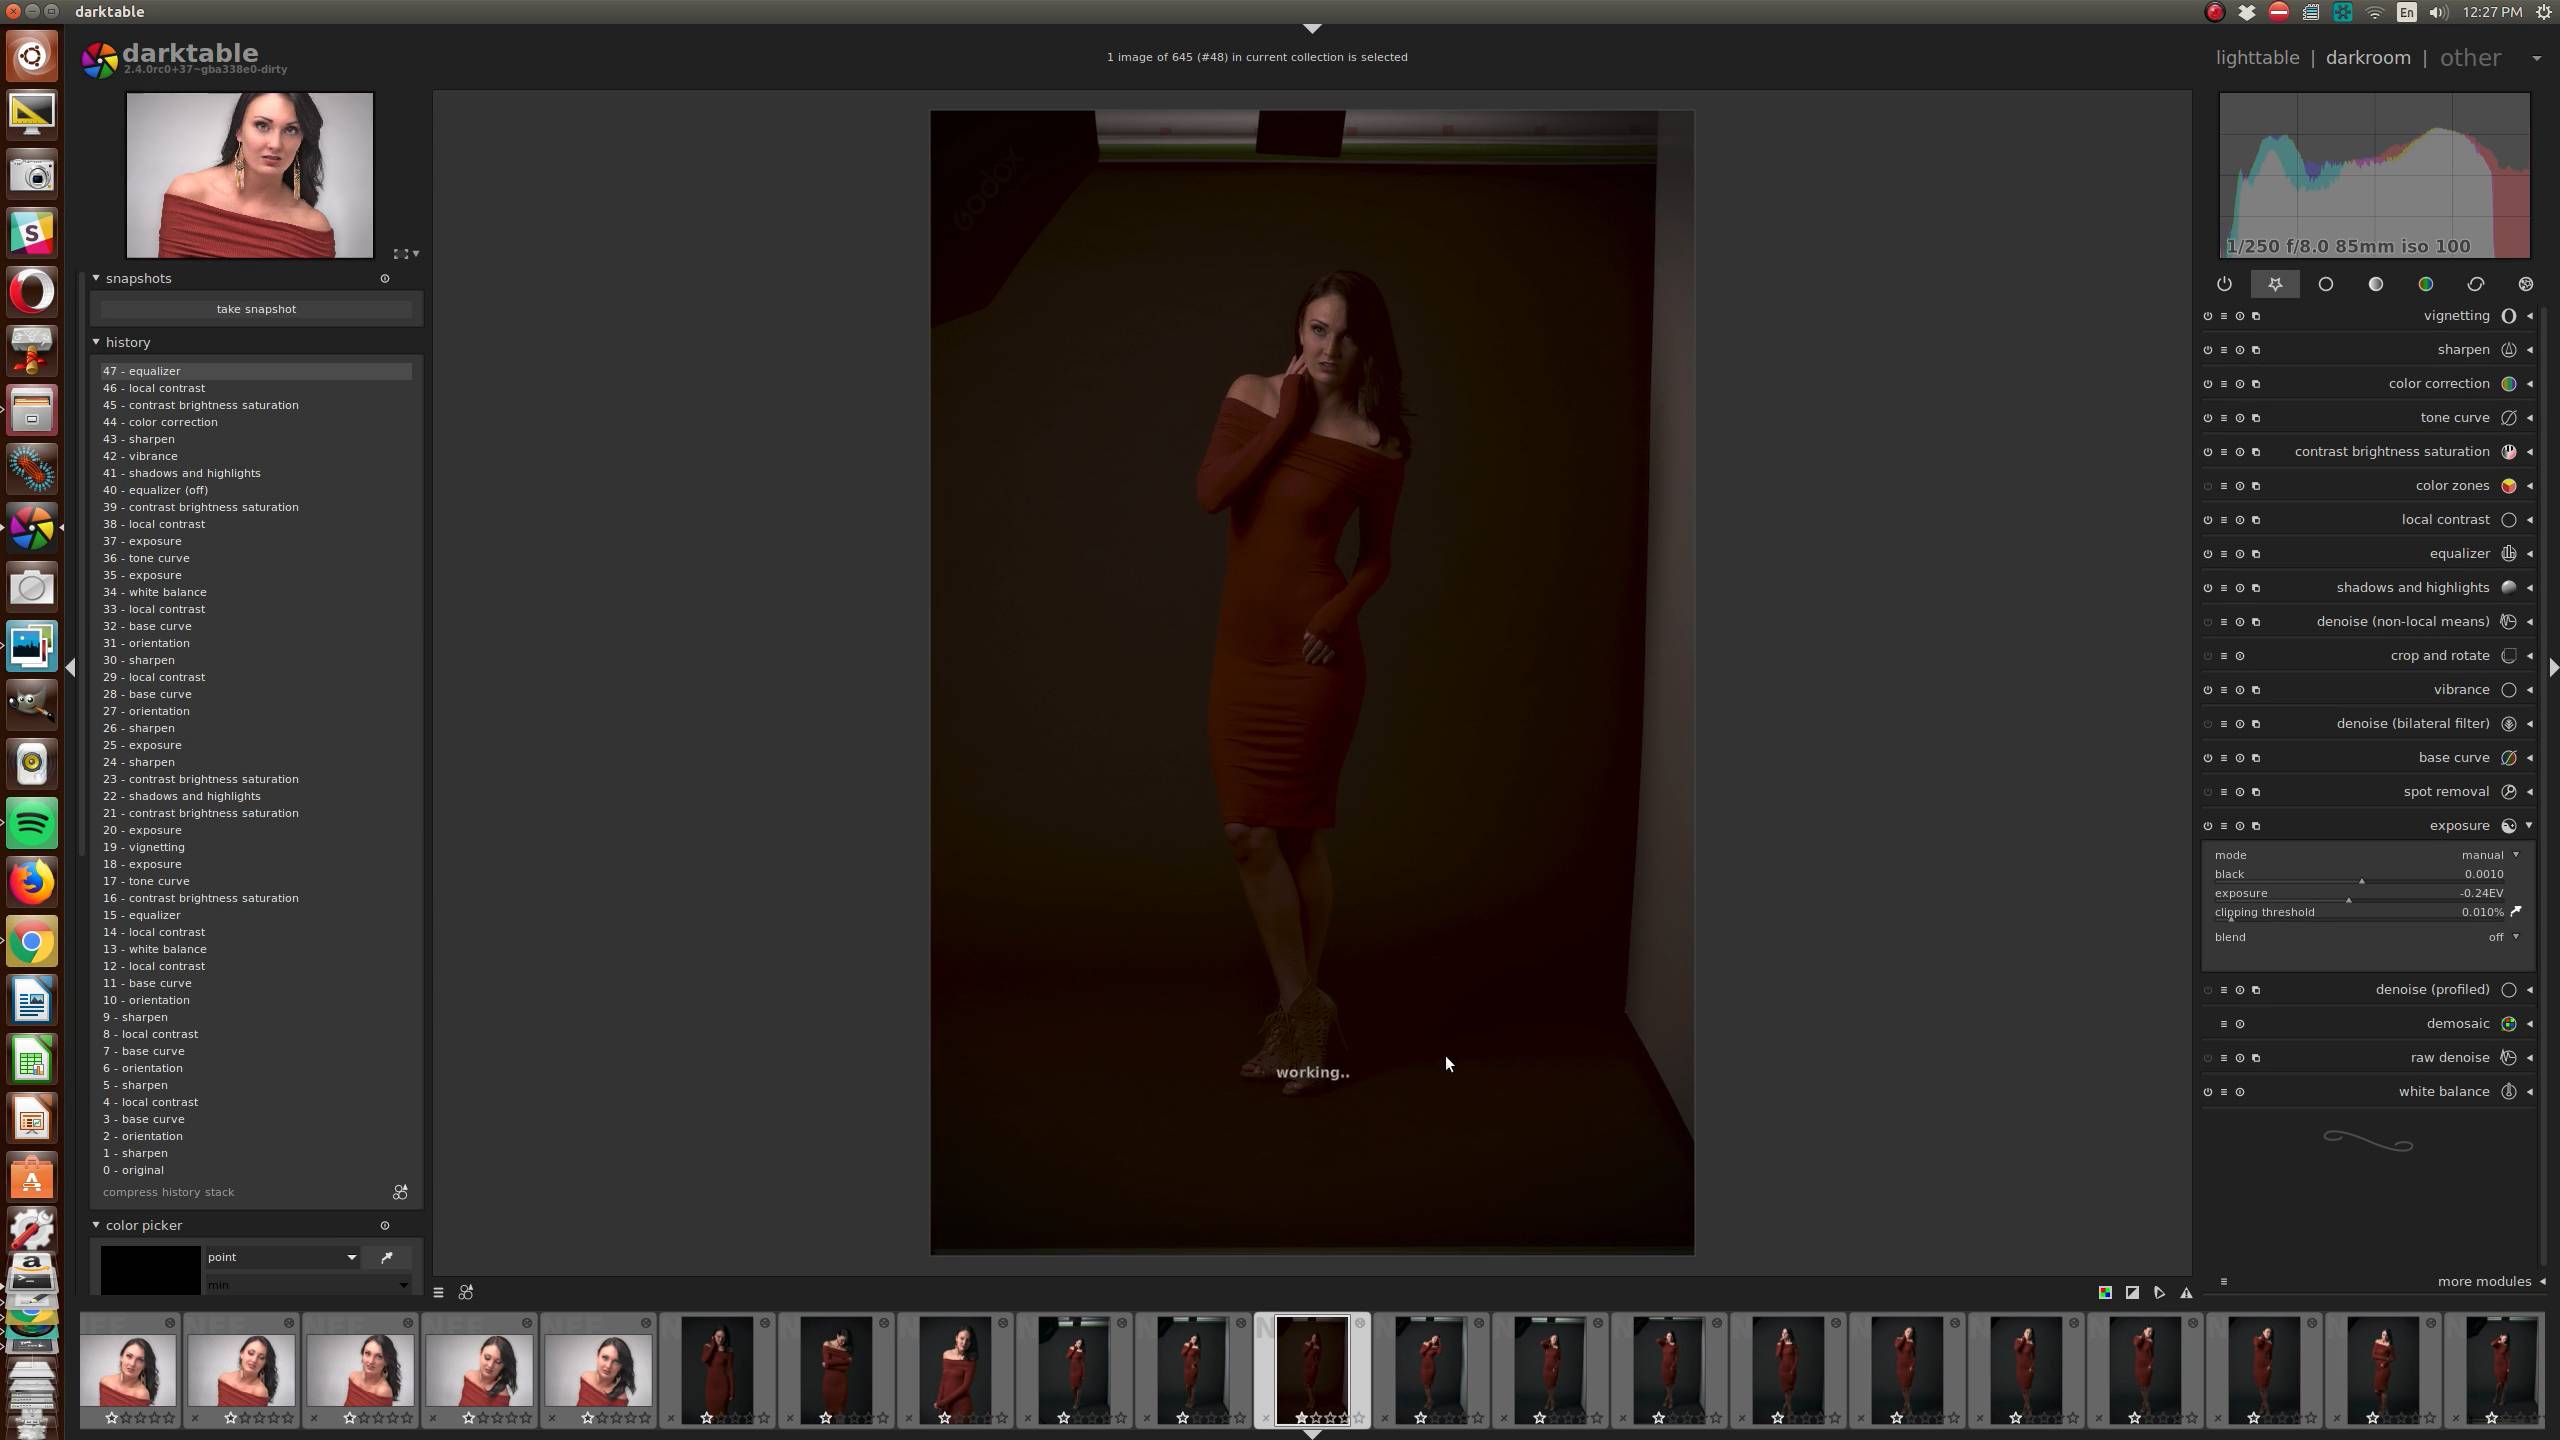 darktable
En
12:27 PM
darktable
2.4.0rc0+37~gba338e0-dirty
1 image of 645 (#48) in current collection is selected
lighttable | darkroom | other
snapshots
take snapshot
history
47 - equalizer
46 - local contrast
45 - contrast brightness saturation
44 - color correction
43 - sharpen
42 - vibrance
41 - shadows and highlights
40 - equalizer (off)
39 - contrast brightness saturation
38 - local contrast
37 - exposure
36 - tone curve
35 - exposure
34 - white balance
33 - local contrast
32 - base curve
31 - orientation
30 - sharpen
29 - local contrast
28 - base curve
27 - orientation
26 - sharpen
25 - exposure
24 - sharpen
23 - contrast brightness saturation
22 - shadows and highlights
21 - contrast brightness saturation
20 - exposure
19 - vignetting
18 - exposure
17 - tone curve
16 - contrast brightness saturation
15 - equalizer
14 - local contrast
13 - white balance
12 - local contrast
11 - base curve
10 - orientation
9 - sharpen
8 - local contrast
7 - base curve
6 - orientation
5 - sharpen
4 - local contrast
3 - base curve
2 - orientation
1 - sharpen
0 - original
compress history stack
color picker
point
min
Godox
working..
1/250 f/8.0 85mm iso 100
vignetting
sharpen
color correction
tone curve
contrast brightness saturation
color zones
local contrast
equalizer
shadows and highlights
denoise (non-local means)
crop and rotate
vibrance
denoise (bilateral filter)
base curve
spot removal
exposure
mode manual
black 0.0010
exposure -0.24EV
clipping threshold 0.010%
blend off
denoise (profiled)
demosaic
raw denoise
white balance
more modules